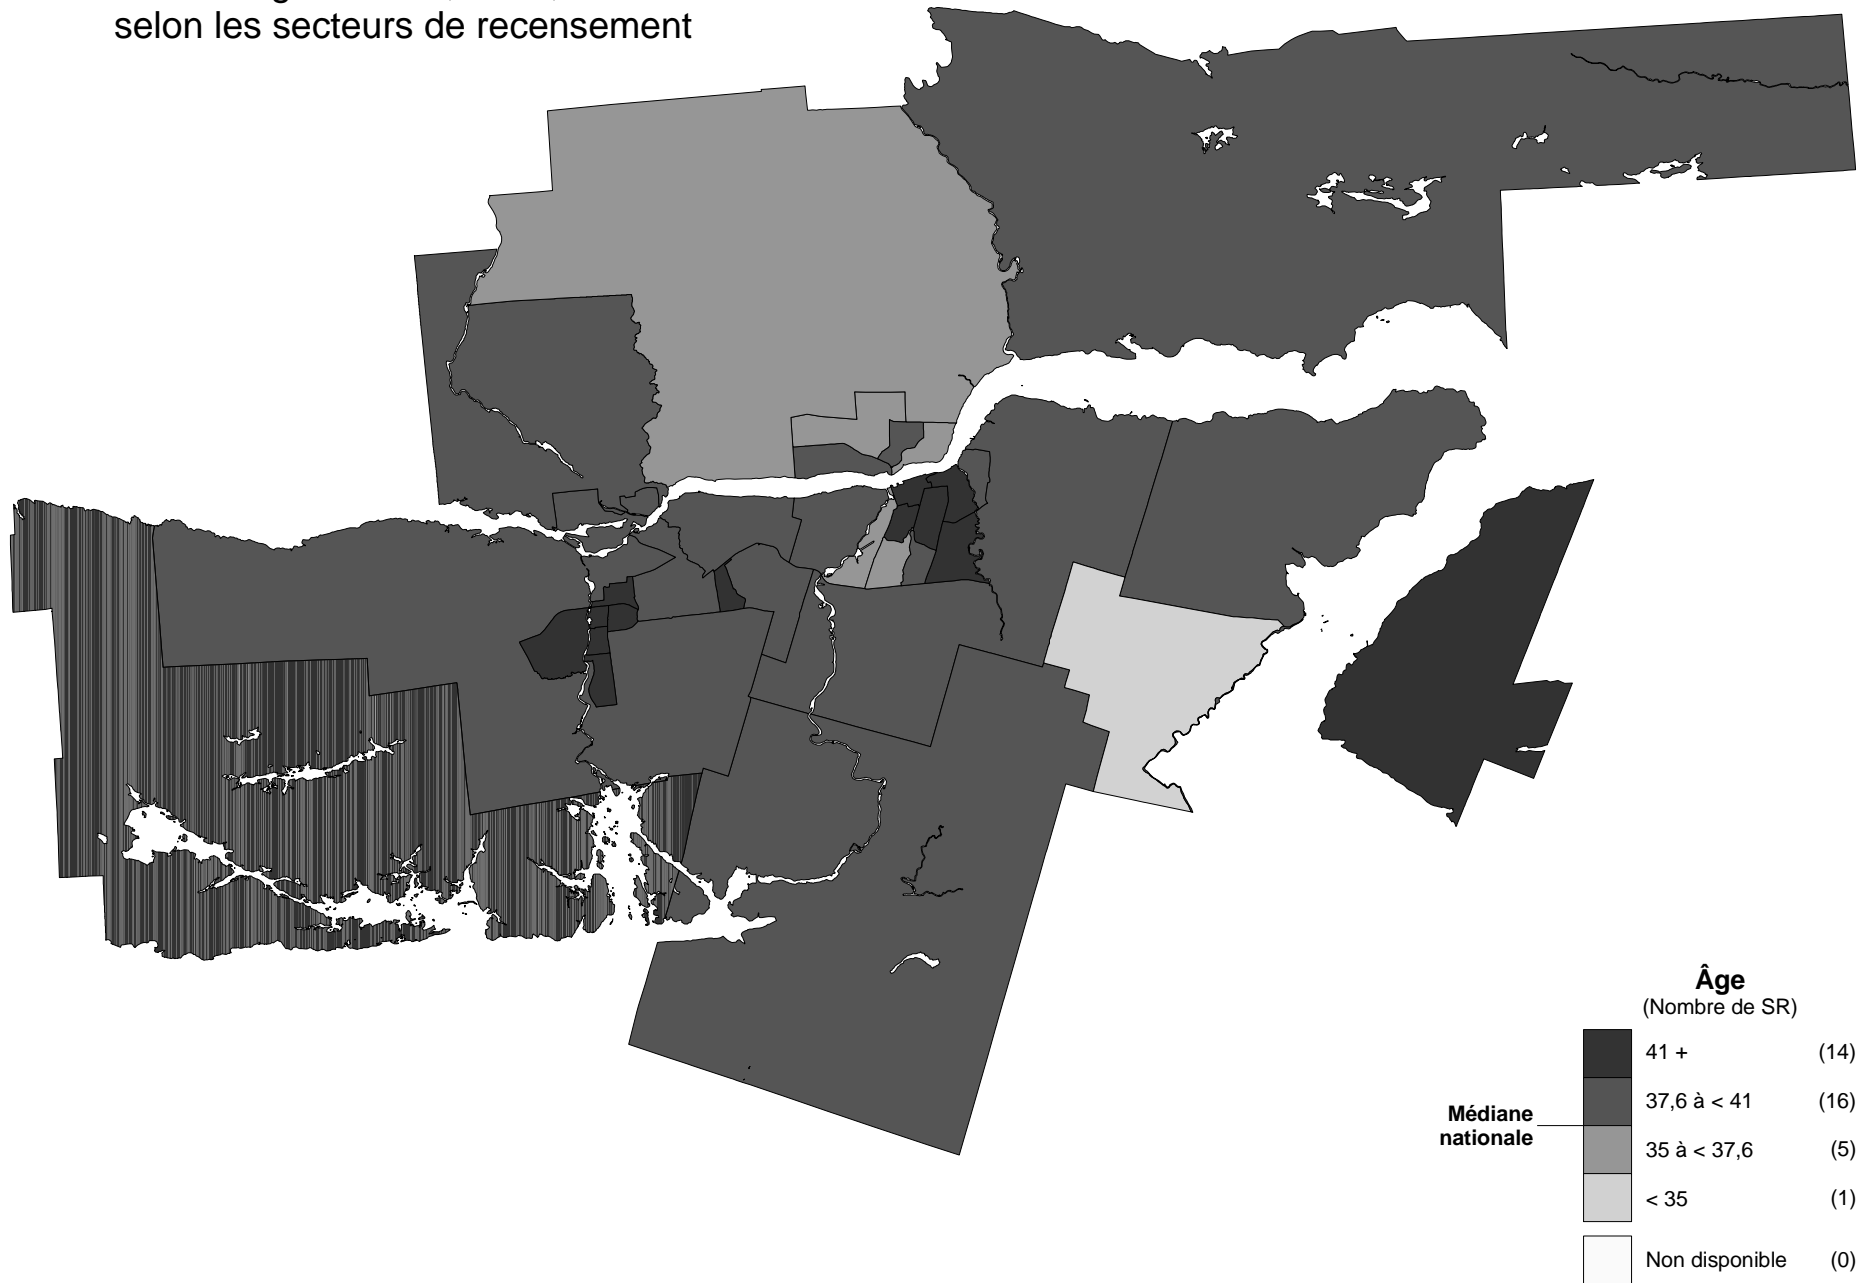 selon les secteurs de recensement
Âge
(Nombre de SR)
41 + (14)
37,6 à < 41 (16)
Médiane
nationale
35 à < 37,6 (5)
< 35 (1)
Non disponible (0)